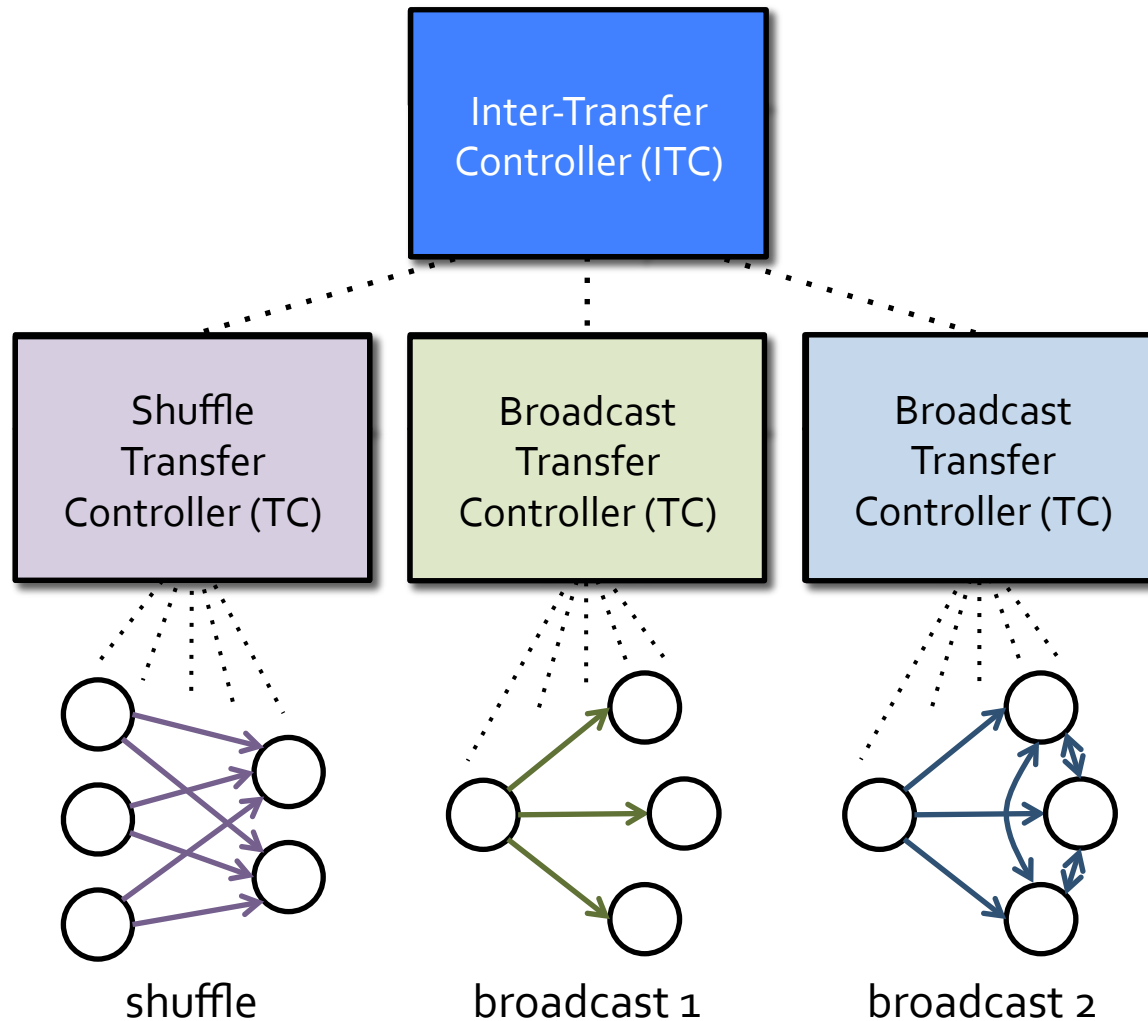 Inter-Transfer
Controller (ITC)
Shuffle
Transfer
Controller (TC)
Broadcast
Transfer
Controller (TC)
Broadcast
Transfer
Controller (TC)
shuffle
broadcast 1
broadcast 2